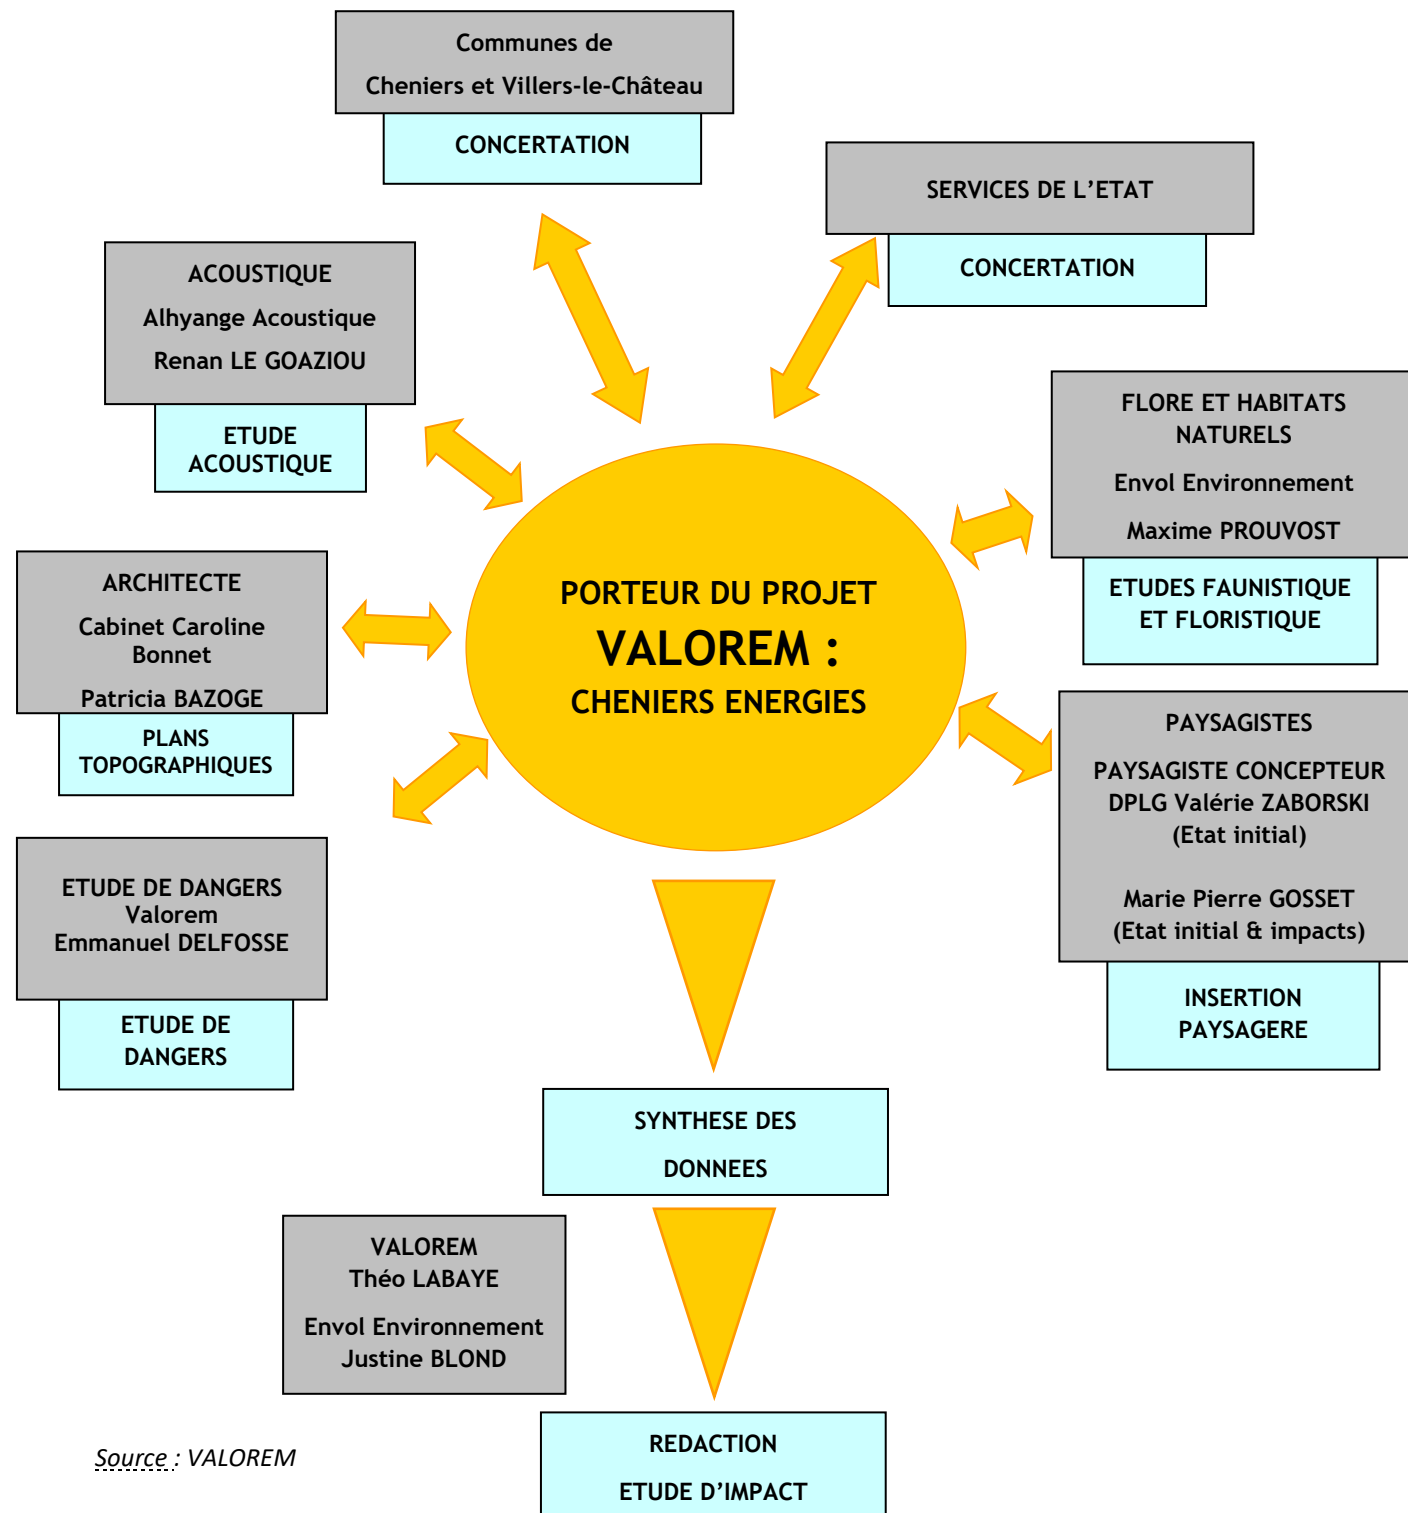 Communes de
Cheniers et Villers-le-Château
CONCERTATION
SERVICES DE L’ETAT
CONCERTATION
ACOUSTIQUE
Alhyange Acoustique
Renan LE GOAZIOU
ETUDE
ACOUSTIQUE
FLORE ET HABITATS
NATURELS
Envol Environnement
Maxime PROUVOST
ETUDES FAUNISTIQUE
ET FLORISTIQUE
ARCHITECTE
Cabinet Caroline
Bonnet
Patricia BAZOGE
PLANS
TOPOGRAPHIQUES
PORTEUR DU PROJET
VALOREM :
CHENIERS ENERGIES
PAYSAGISTES
PAYSAGISTE CONCEPTEUR
DPLG Valérie ZABORSKI
(Etat initial)
Marie Pierre GOSSET
(Etat initial & impacts)
INSERTION
PAYSAGERE
ETUDE DE DANGERS
Valorem
Emmanuel DELFOSSE
ETUDE DE
DANGERS
SYNTHESE DES
DONNEES
VALOREM
Théo LABAYE
Envol Environnement
Justine BLOND
REDACTION
ETUDE D’IMPACT
Source : VALOREM